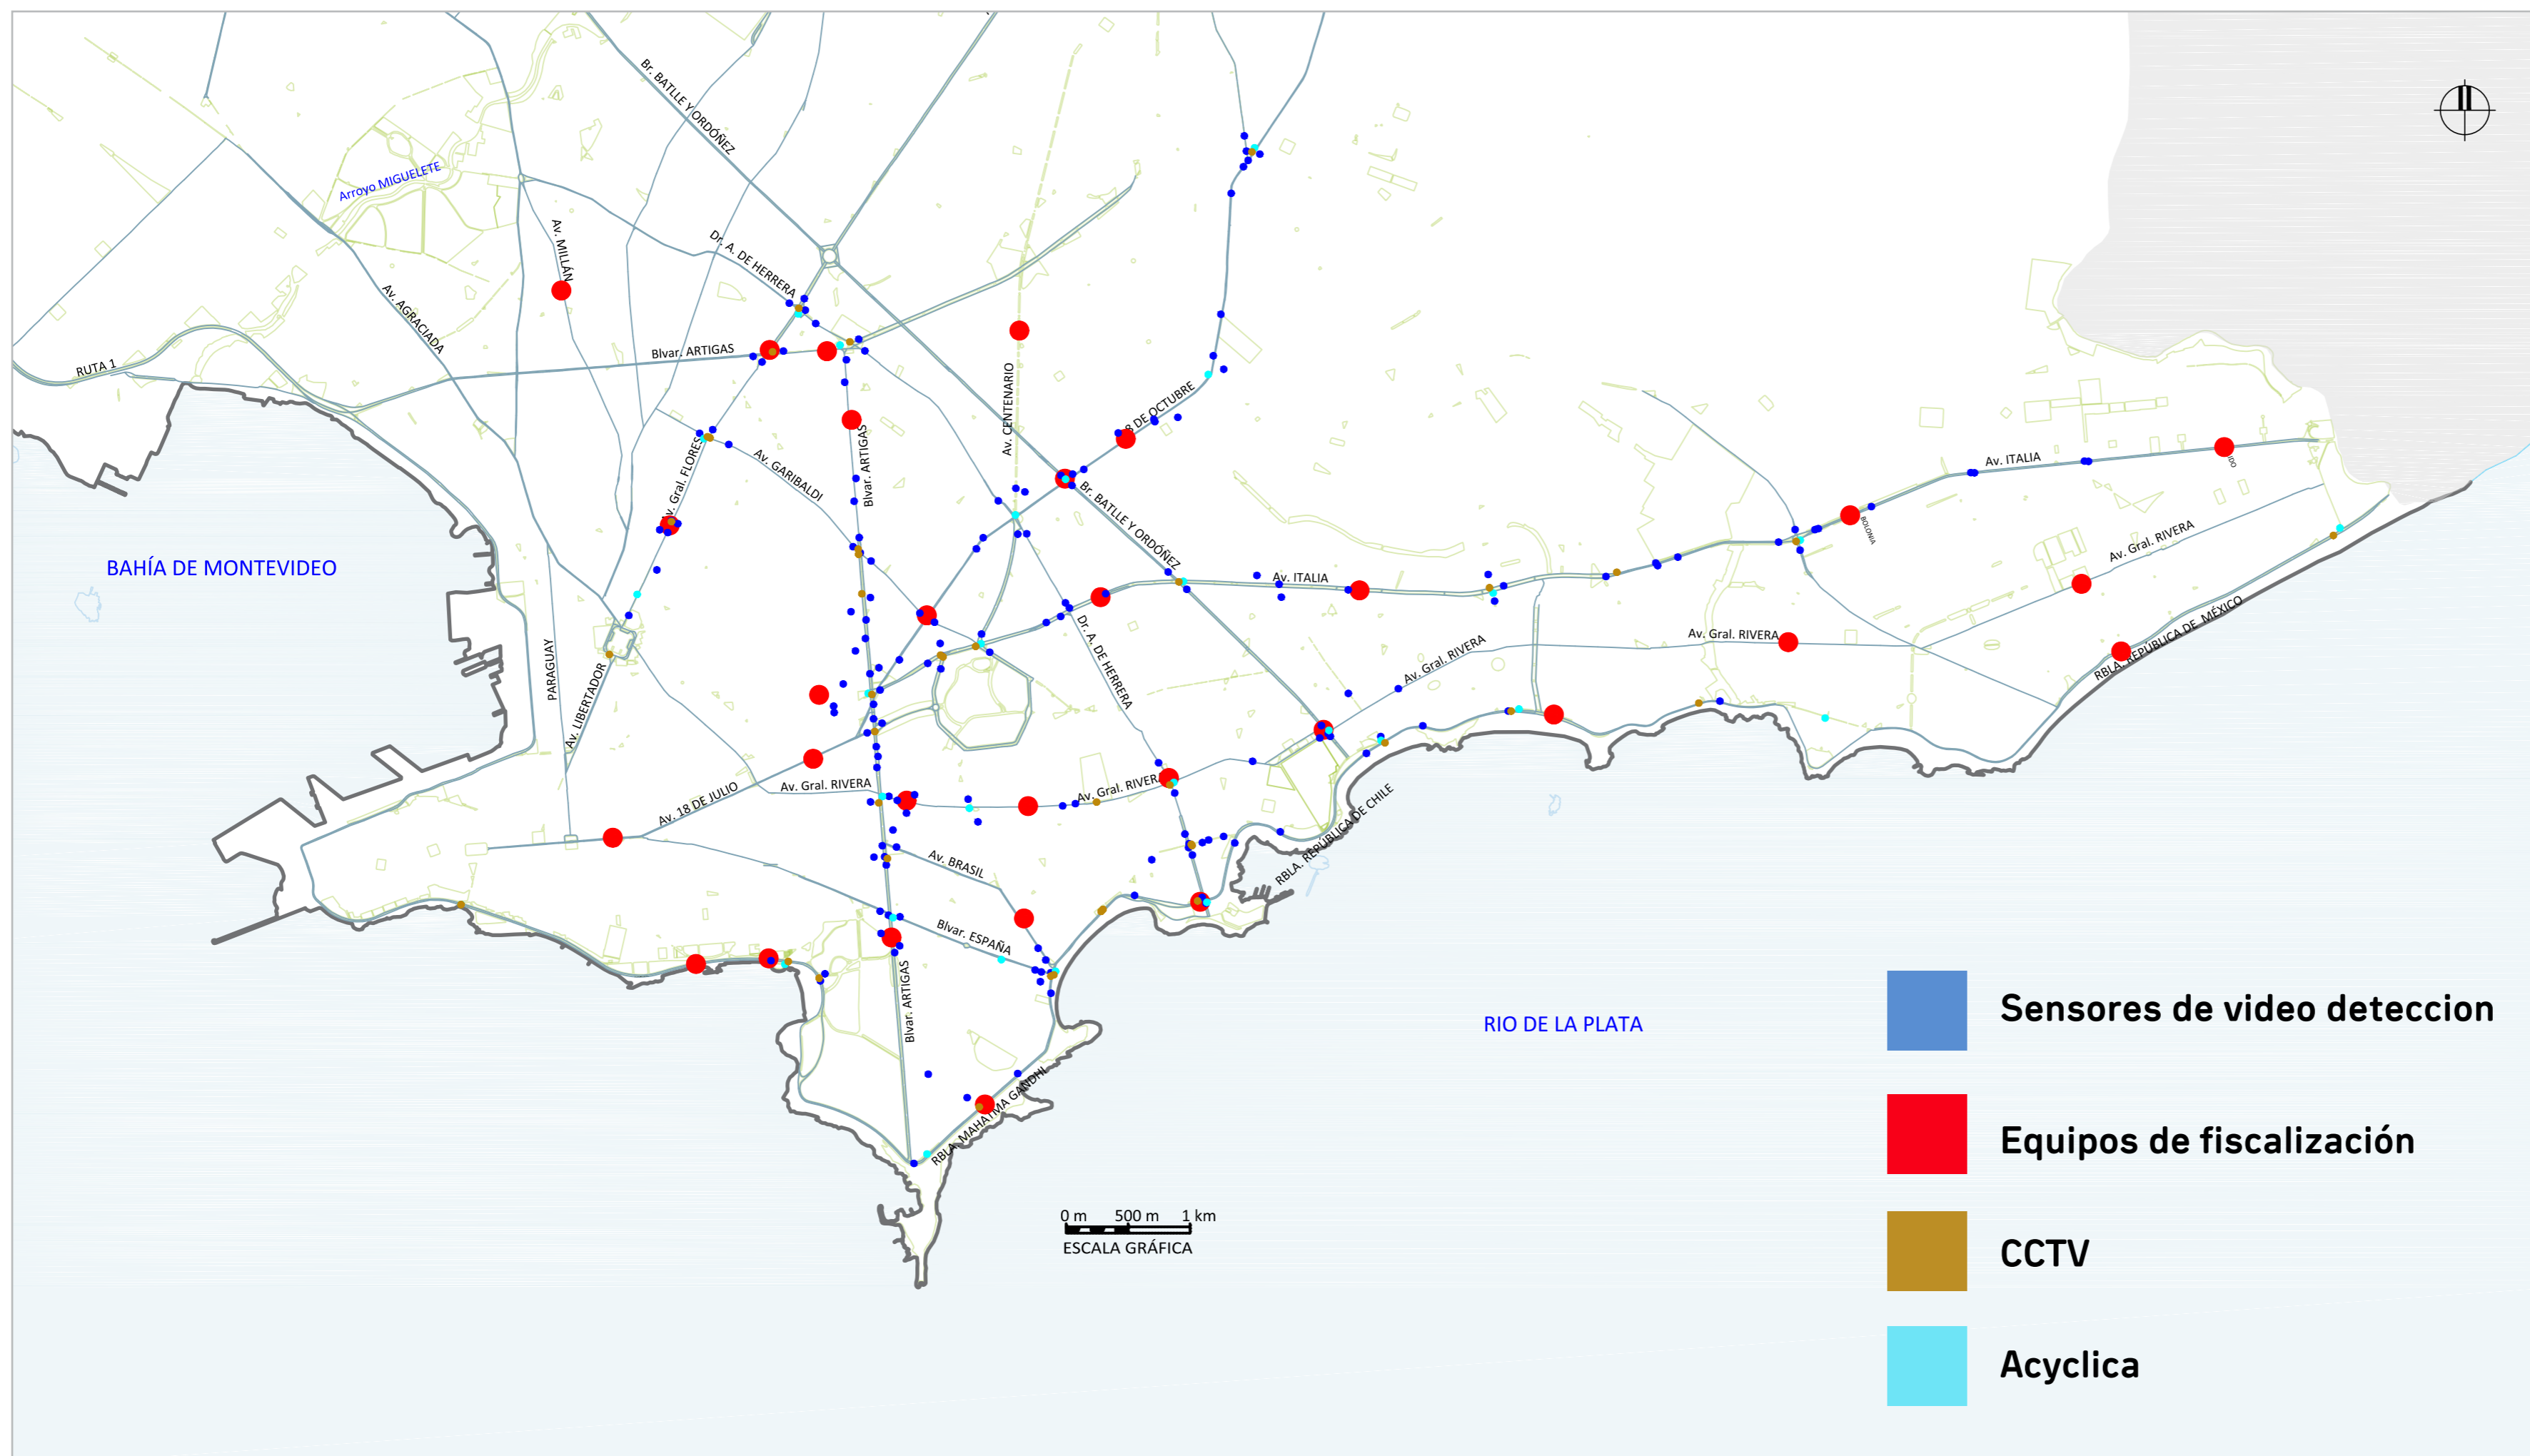 Br. BATLLE Y ORDÓÑEZ
Arroyo MIGUELETE
Av. MILLÁN
Dr. A. DE HERRERA
Av. AGRACIADA
RUTA 1
Blvar. ARTIGAS
Av. CENTENARIO
8 DE OCTUBRE
Av. Gral. FLORES
Av. GARIBALDI
Blvar. ARTIGAS
Br. BATLLE Y ORDÓÑEZ
Av. ITALIA
BOLONIA
BAHÍA DE MONTEVIDEO
Av. ITALIA
Av. Gral. RIVERA
PARAGUAY
Av. LIBERTADOR
Dr. A. DE HERRERA
Av. Gral. RIVERA
Av. Gral. RIVERA
RBLA. REPÚBLICA DE MÉXICO
Av. 18 DE JULIO
Av. Gral. RIVERA
Av. Gral. RIVERA
RBLA. REPÚBLICA DE CHILE
Av. BRASIL
Blvar. ESPAÑA
Blvar. ARTIGAS
RBLA. MAHATMA GANDHI
RIO DE LA PLATA
0 m 500 m 1 km
ESCALA GRÁFICA
Sensores de video deteccion
Equipos de fiscalización
CCTV
Acyclica